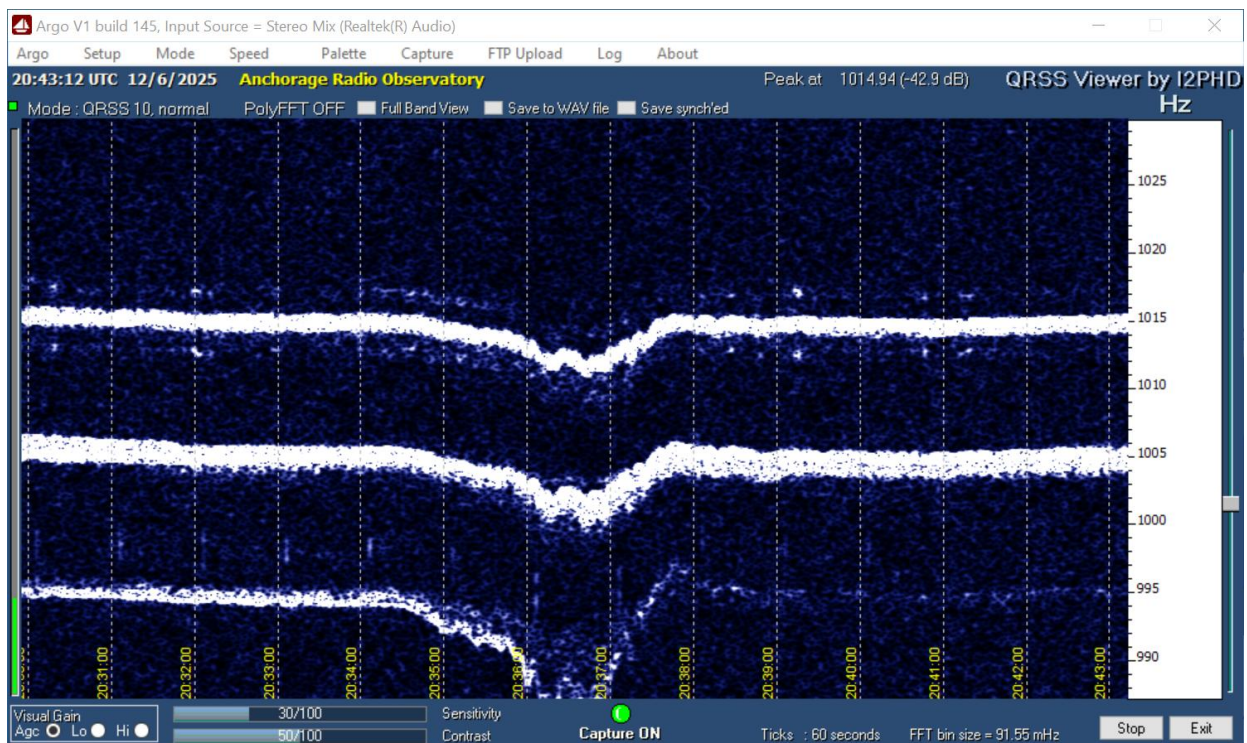 Argo V1 build 145, Input Source = Stereo Mix (Realtek(R) Audio)
Argo Setup Mode Speed Palette Capture FTP Upload Log About
20:43:12 UTC 12/6/2025 Anchorage Radio Observatory Peak at 1014.94 (-42.9 dB) QRSS Viewer by I2PHD
Mode : QRSS 10, normal PolyFFT OFF Full Band View Save to WAV file Save synch'ed Hz
1025
1020
1015
1010
1005
1000
995
990
20:31:00 20:32:00 20:33:00 20:34:00 20:35:00 20:36:00 20:37:00 20:38:00 20:39:00 20:40:00 20:41:00 20:42:00 20:43:00
Visual Gain 30/100 Sensitivity
Agc Lo Hi 50/100 Contrast Capture ON Ticks : 60 seconds FFT bin size = 91.55 mHz Stop Exit